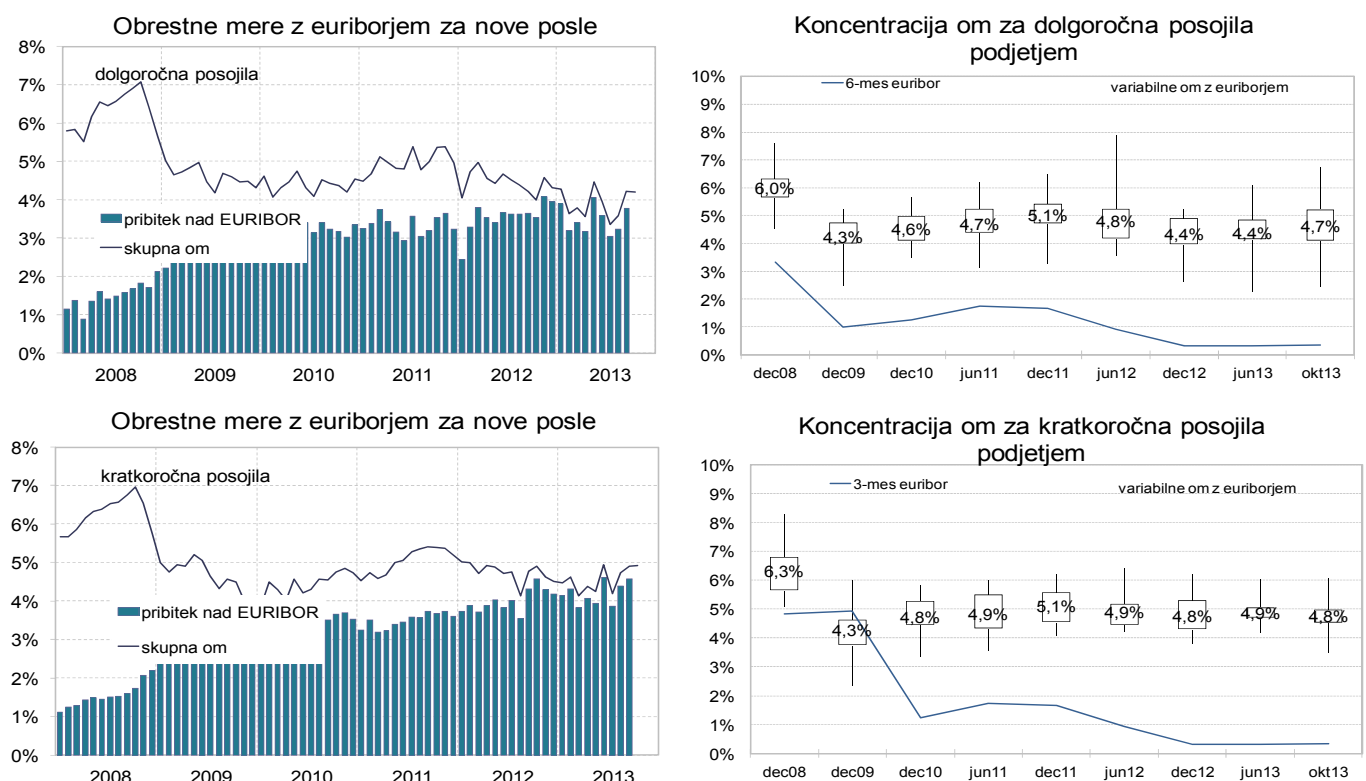 Obrestne mere z euriborjem za nove posle
8%
7%
6%
5%
4%
3%
2%
1%
0%
dolgoročna posojila
pribitek nad EURIBOR
skupna om
2008 2009 2010 2011 2012 2013
Koncentracija om za dolgoročna posojila
podjetjem
10%
9%
8%
7%
6%
5%
4%
3%
2%
1%
0%
6-mes euribor
variabilne om z euriborjem
6,0% 4,3% 4,6% 4,7% 5,1% 4,8% 4,4% 4,4% 4,7%
dec08 dec09 dec10 jun11 dec11 jun12 dec12 jun13 okt13
Obrestne mere z euriborjem za nove posle
8%
7%
6%
5%
4%
3%
2%
1%
0%
kratkoročna posojila
pribitek nad EURIBOR
skupna om
2008 2009 2010 2011 2012 2013
Koncentracija om za kratkoročna posojila
podjetjem
10%
9%
8%
7%
6%
5%
4%
3%
2%
1%
0%
3-mes euribor
variabilne om z euriborjem
6,3% 4,3% 4,8% 4,9% 5,1% 4,9% 4,8% 4,9% 4,8%
dec08 dec09 dec10 jun11 dec11 jun12 dec12 jun13 okt13